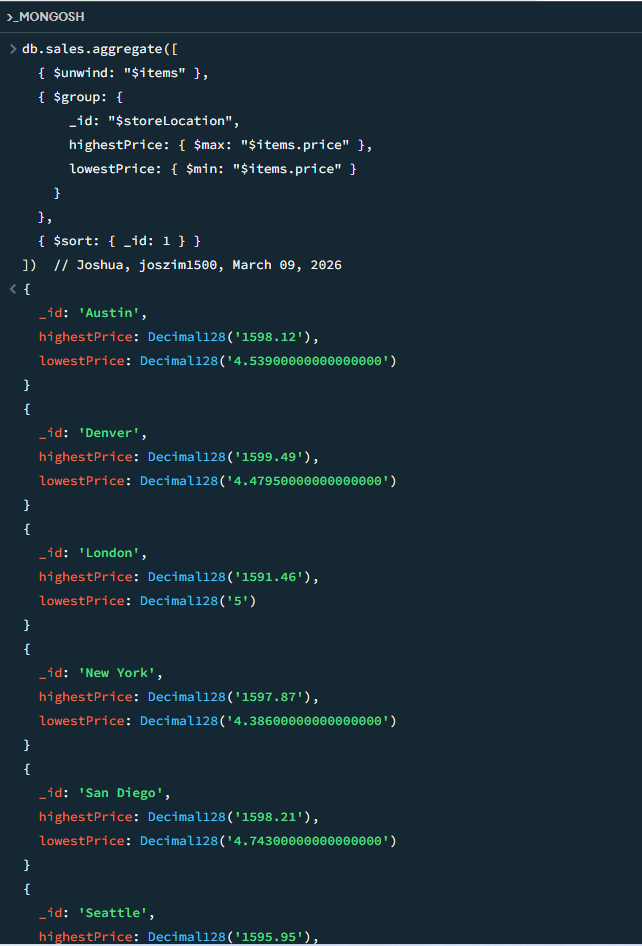 >_MONGOSH
> db.sales.aggregate([
{ $unwind: "$items" },
{ $group: {
_id: "$storeLocation",
highestPrice: { $max: "$items.price" },
lowestPrice: { $min: "$items.price" }
}
},
{ $sort: { _id: 1 } }
])  // Joshua, joszim1500, March 09, 2026
< {
_id: 'Austin',
highestPrice: Decimal128('1598.12'),
lowestPrice: Decimal128('4.53900000000000000')
}
{
_id: 'Denver',
highestPrice: Decimal128('1599.49'),
lowestPrice: Decimal128('4.47950000000000000')
}
{
_id: 'London',
highestPrice: Decimal128('1591.46'),
lowestPrice: Decimal128('5')
}
{
_id: 'New York',
highestPrice: Decimal128('1597.87'),
lowestPrice: Decimal128('4.38600000000000000')
}
{
_id: 'San Diego',
highestPrice: Decimal128('1598.21'),
lowestPrice: Decimal128('4.74300000000000000')
}
{
_id: 'Seattle',
highestPrice: Decimal128('1595.95'),